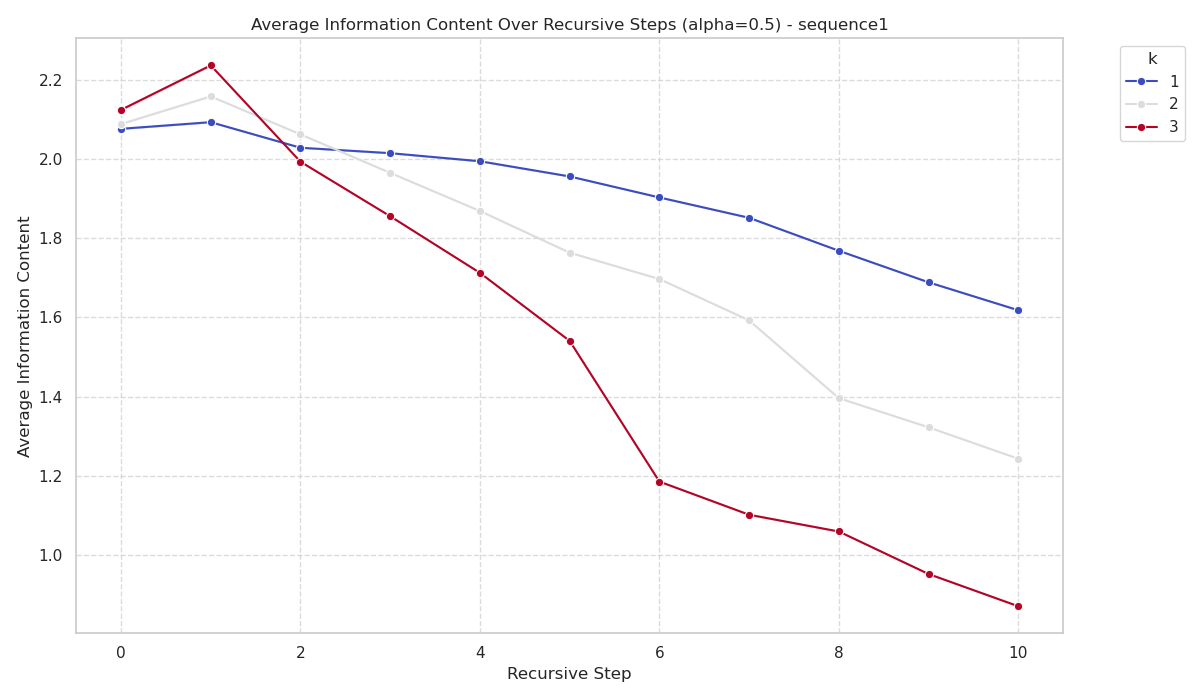 Average Information Content Over Recursive Steps (alpha=0.5) - sequence1
k
1
2
3
Average Information Content
2.2
2.0
1.8
1.6
1.4
1.2
1.0
0 2 4 6 8 10
Recursive Step